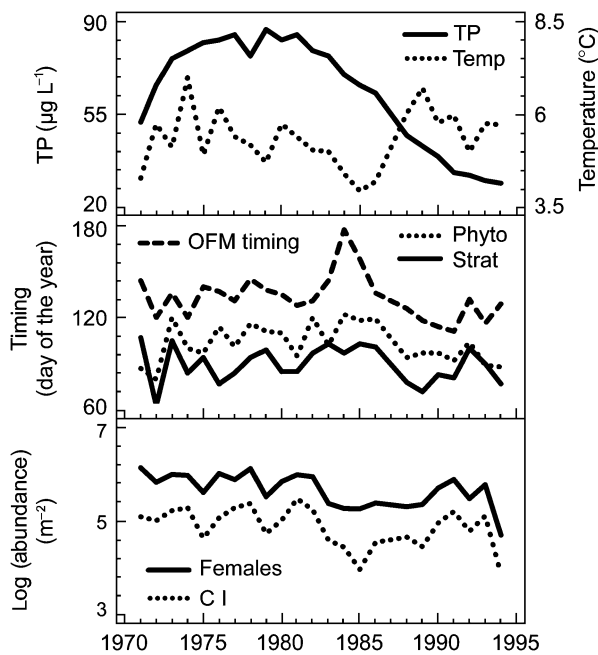 90
55
20
TP (µg L⁻¹)
TP
Temp
8.5
6
3.5
Temperature (°C)
180
120
60
Timing
(day of the year)
OFM timing
Phyto
Strat
7
5
3
Log (abundance)
(m⁻²)
Females
C I
1970 1975 1980 1985 1990 1995